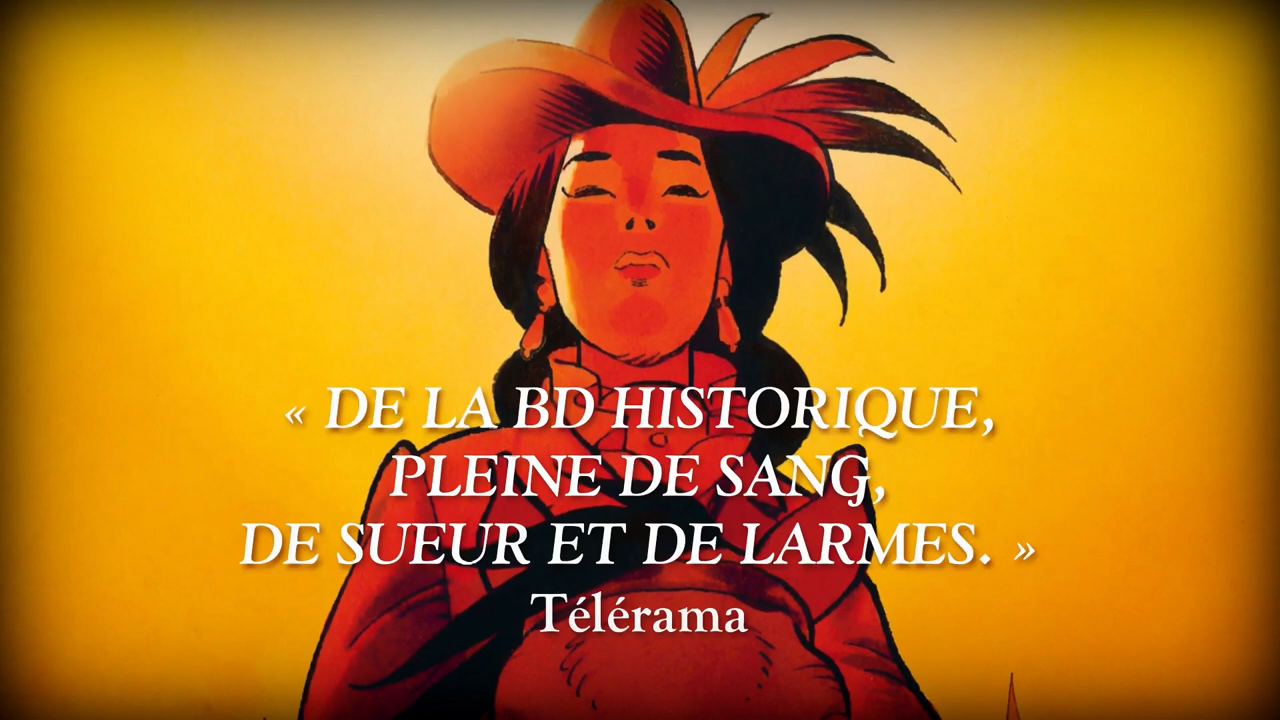 « DE LA BD HISTORIQUE,
PLEINE DE SANG,
DE SUEUR ET DE LARMES. »
Télérama